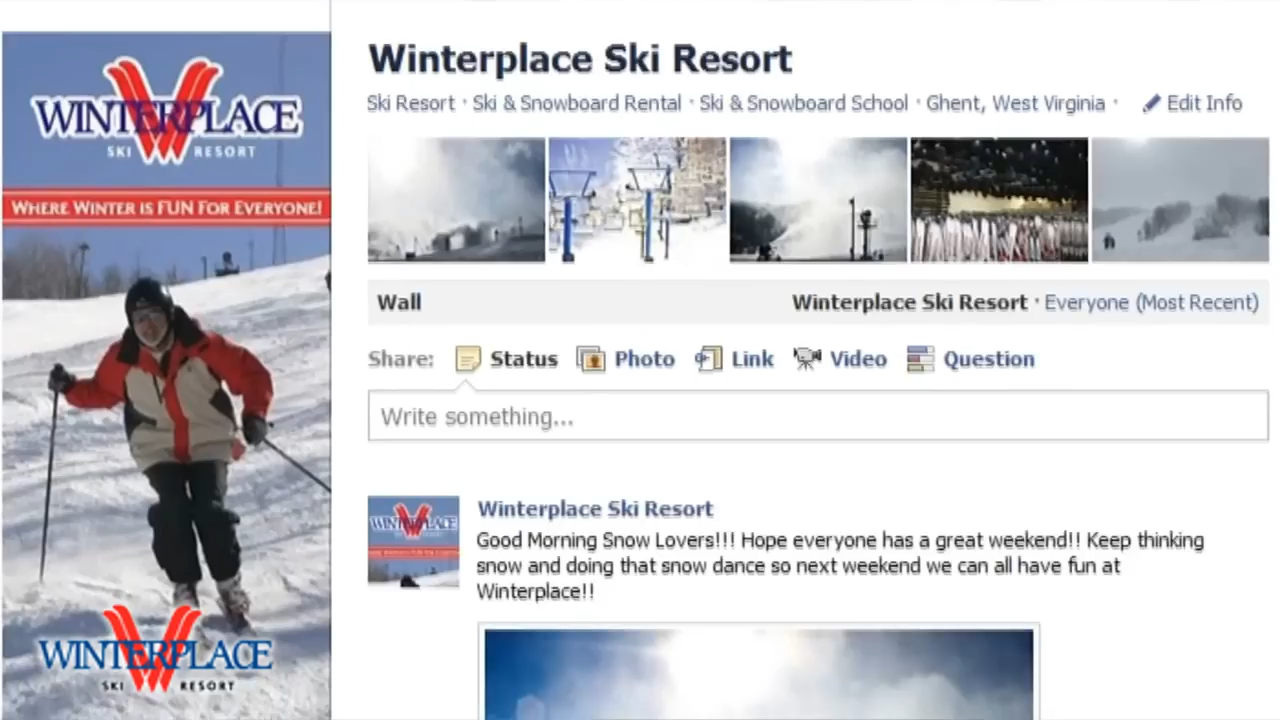 WINTERPLACE
SKI RESORT
WHERE WINTER IS FUN FOR EVERYONE!
WINTERPLACE
SKI RESORT
Winterplace Ski Resort
Ski Resort · Ski & Snowboard Rental · Ski & Snowboard School · Ghent, West Virginia · Edit Info
Wall
Winterplace Ski Resort · Everyone (Most Recent)
Share: Status Photo Link Video Question
Write something...
WINTERPLACE
Winterplace Ski Resort
Good Morning Snow Lovers!!! Hope everyone has a great weekend!! Keep thinking
snow and doing that snow dance so next weekend we can all have fun at
Winterplace!!